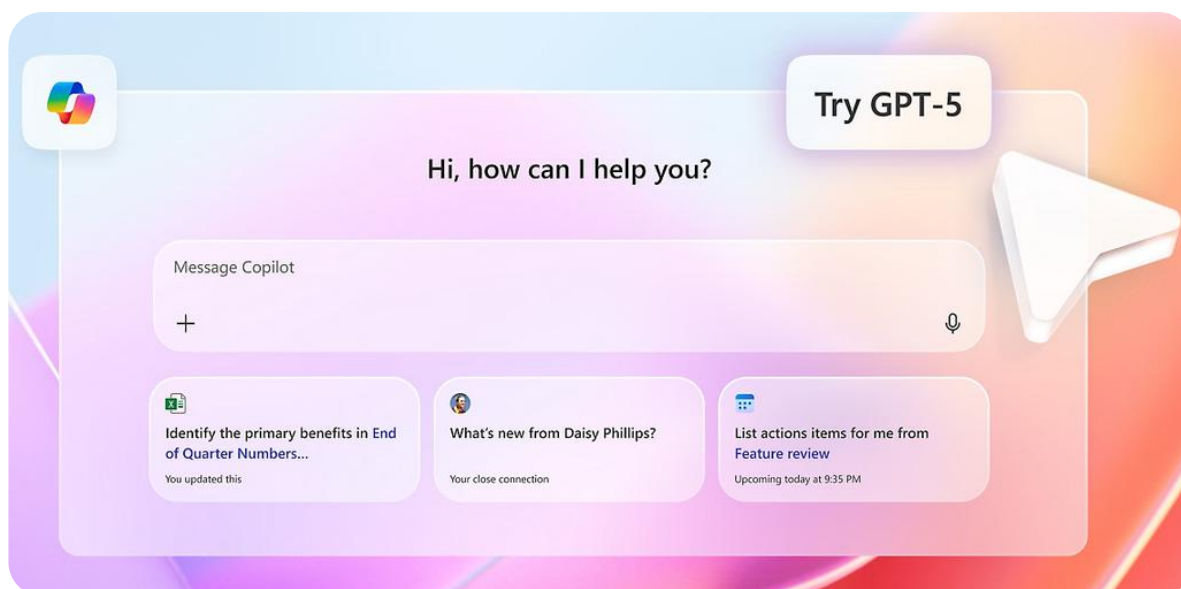 Try GPT-5
Hi, how can I help you?
Message Copilot
Identify the primary benefits in End
of Quarter Numbers...
You updated this
What's new from Daisy Phillips?
Your close connection
List actions items for me from
Feature review
Upcoming today at 9:35 PM